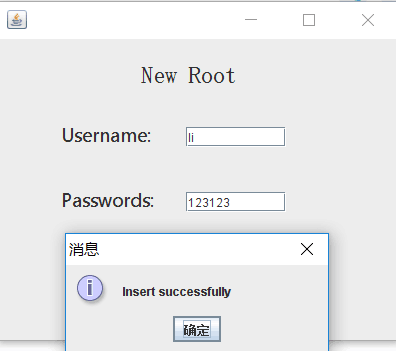 New Root
Username:
li
Passwords:
123123
消息
Insert successfully
确定